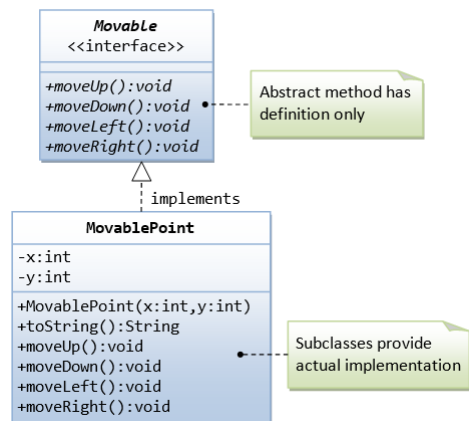 Movable
<<interface>>
+moveUp():void
+moveDown():void
+moveLeft():void
+moveRight():void
Abstract method has
definition only
implements
MovablePoint
-x:int
-y:int
+MovablePoint(x:int,y:int)
+toString():String
+moveUp():void
+moveDown():void
+moveLeft():void
+moveRight():void
Subclasses provide
actual implementation